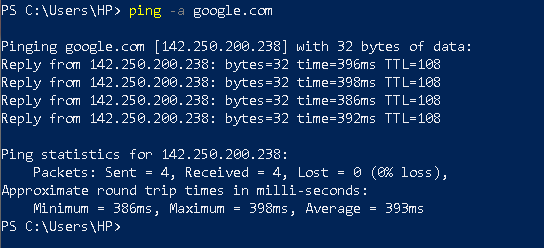 PS C:\Users\HP> ping -a google.com
Pinging google.com [142.250.200.238] with 32 bytes of data:
Reply from 142.250.200.238: bytes=32 time=396ms TTL=108
Reply from 142.250.200.238: bytes=32 time=398ms TTL=108
Reply from 142.250.200.238: bytes=32 time=386ms TTL=108
Reply from 142.250.200.238: bytes=32 time=392ms TTL=108
Ping statistics for 142.250.200.238:
    Packets: Sent = 4, Received = 4, Lost = 0 (0% loss),
Approximate round trip times in milli-seconds:
    Minimum = 386ms, Maximum = 398ms, Average = 393ms
PS C:\Users\HP>